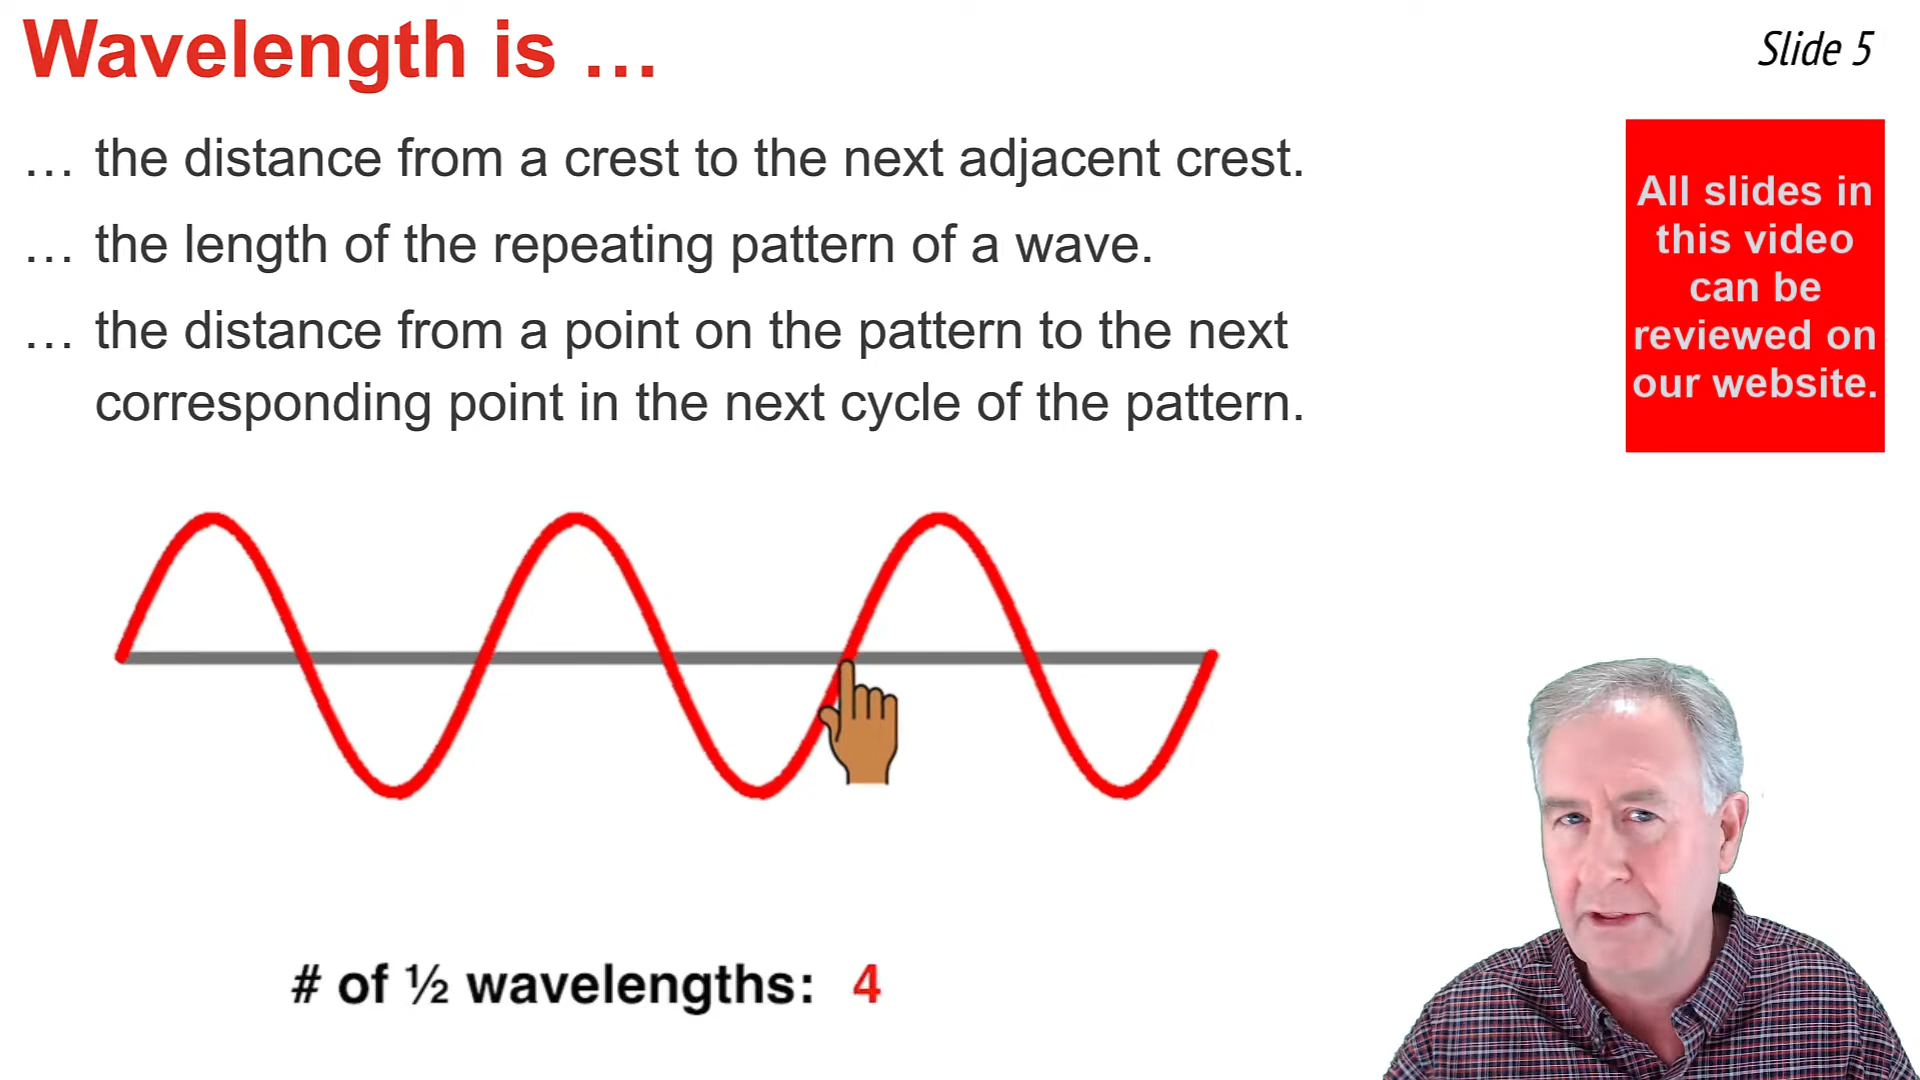 Wavelength is …
Slide 5
… the distance from a crest to the next adjacent crest.
… the length of the repeating pattern of a wave.
… the distance from a point on the pattern to the next
corresponding point in the next cycle of the pattern.
All slides in
this video
can be
reviewed on
our website.
# of ½ wavelengths: 4